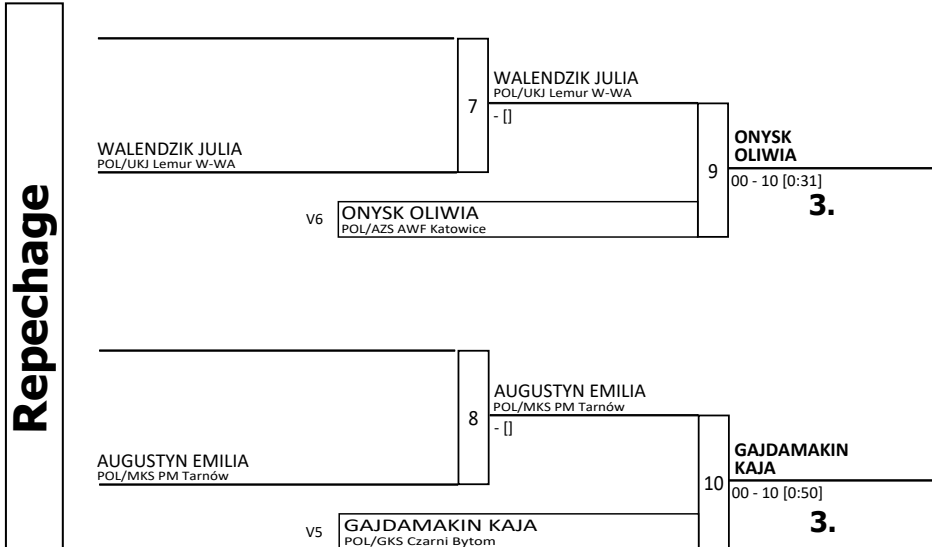 Repechage
7
WALENDZIK JULIA
POL/UKJ Lemur W-WA
- []
WALENDZIK JULIA
POL/UKJ Lemur W-WA
9
ONYSK
OLIWIA
00 - 10 [0:31]
3.
V6
ONYSK OLIWIA
POL/AZS AWF Katowice
8
AUGUSTYN EMILIA
POL/MKS PM Tarnów
- []
AUGUSTYN EMILIA
POL/MKS PM Tarnów
10
GAJDAMAKIN
KAJA
00 - 10 [0:50]
3.
V5
GAJDAMAKIN KAJA
POL/GKS Czarni Bytom